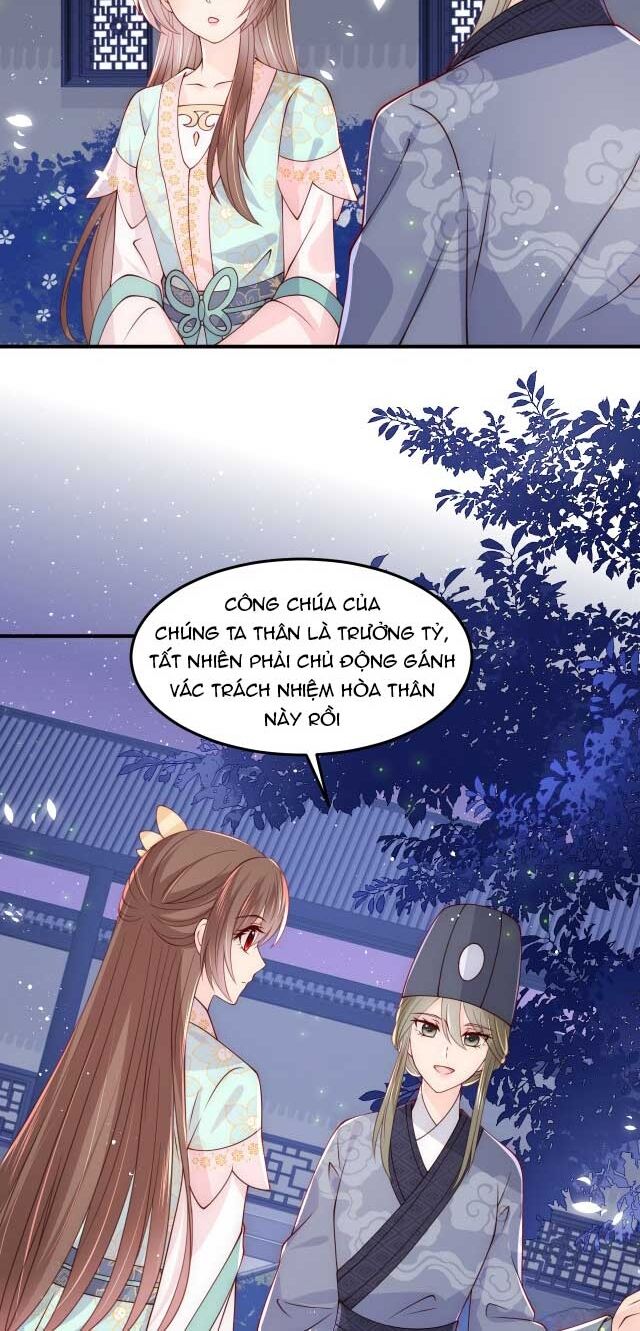 CÔNG CHÚA CỦA
CHÚNG TA THÂN LÀ TRƯỞNG TỶ,
TẤT NHIÊN PHẢI CHỦ ĐỘNG GÁNH
VÁC TRÁCH NHIỆM HÒA THÂN
NÀY RỒI